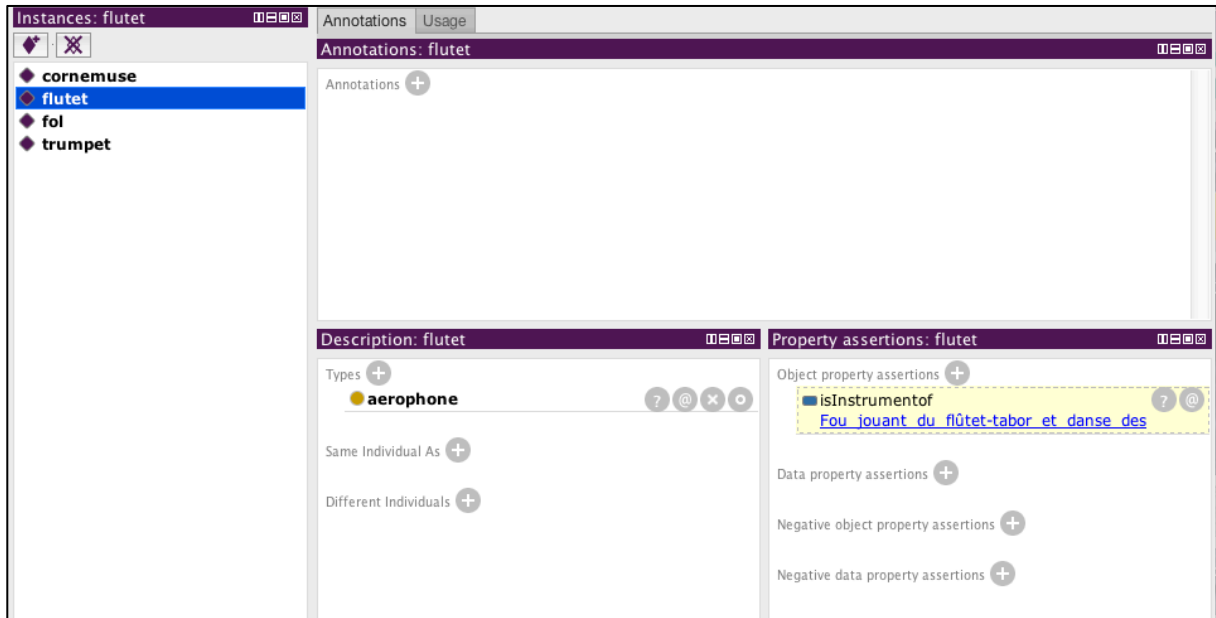 Instances: flutet
cornemuse
flutet
fol
trumpet
Annotations Usage
Annotations: flutet
Annotations
Description: flutet
Types
aerophone
Same Individual As
Different Individuals
Property assertions: flutet
Object property assertions
isInstrumentof
Fou_jouant_du_flûtet-tabor_et_danse_des
Data property assertions
Negative object property assertions
Negative data property assertions